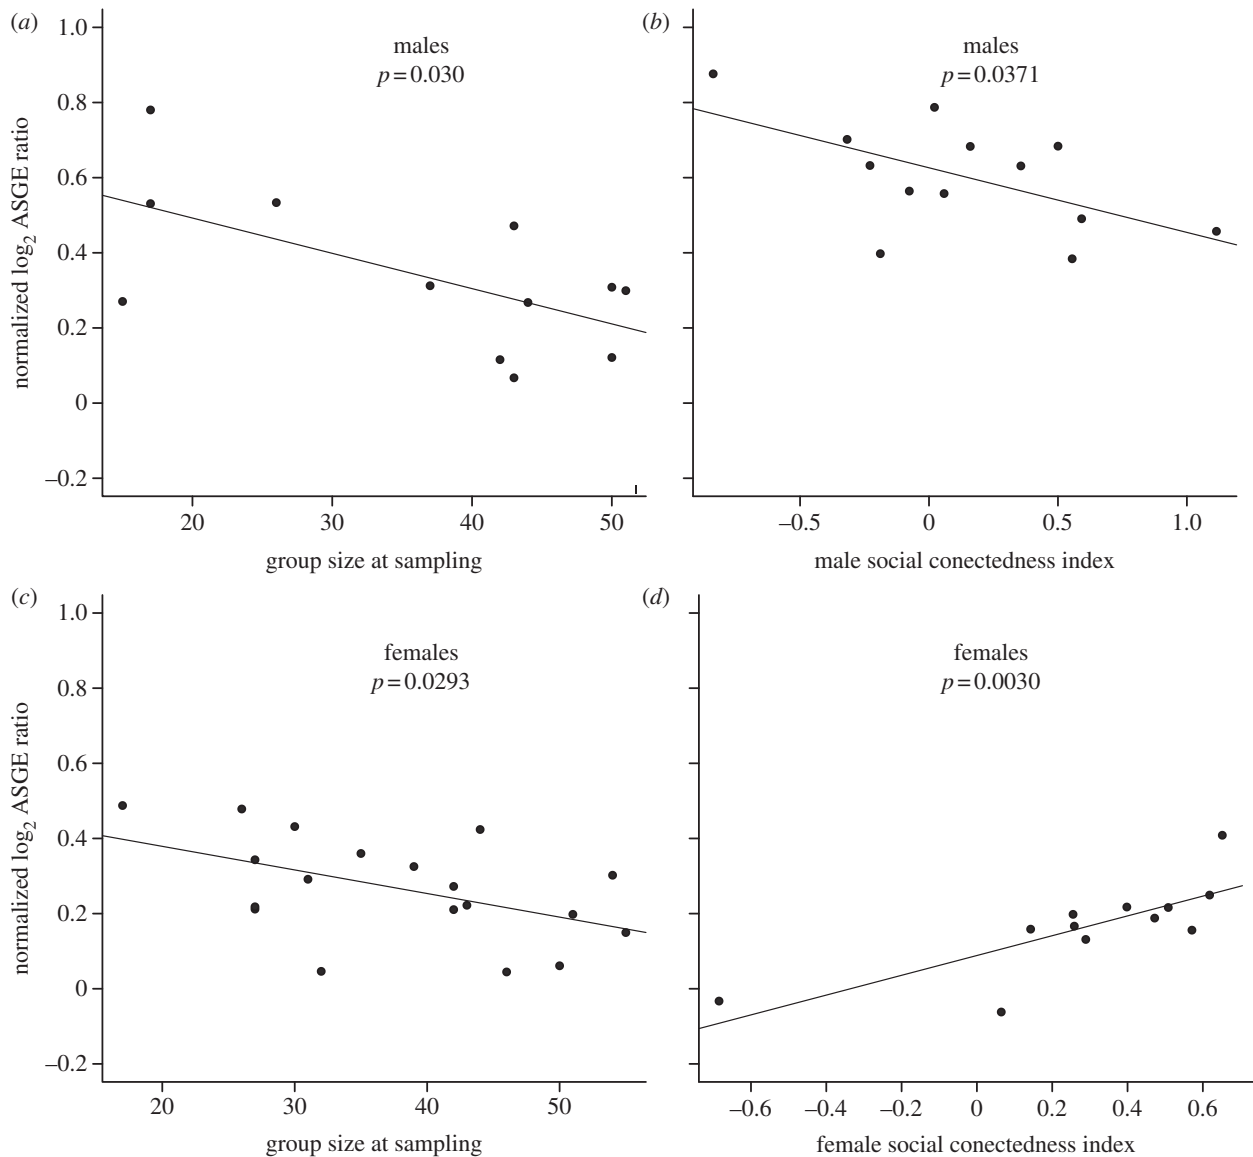 (a)
1.0
0.8
0.6
0.4
0.2
0
–0.2
normalized log2 ASGE ratio
males
p=0.030
20
30
40
50
group size at sampling
(b)
males
p=0.0371
–0.5
0
0.5
1.0
male social conectedness index
(c)
1.0
0.8
0.6
0.4
0.2
0
–0.2
normalized log2 ASGE ratio
females
p=0.0293
20
30
40
50
group size at sampling
(d)
females
p=0.0030
–0.6
–0.4
–0.2
0
0.2
0.4
0.6
female social conectedness index